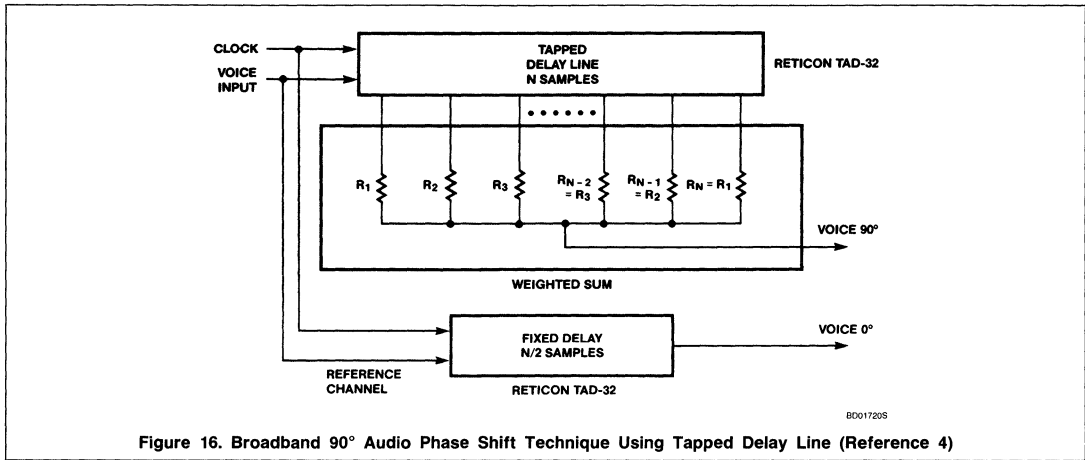 CLOCK
VOICE
INPUT
TAPPED
DELAY LINE
N SAMPLES
RETICON TAD-32
R1
R2
R3
RN-2
= R3
RN-1
= R2
RN = R1
VOICE 90°
WEIGHTED SUM
FIXED DELAY
N/2 SAMPLES
VOICE 0°
REFERENCE
CHANNEL
RETICON TAD-32
BD01720S
Figure 16. Broadband 90° Audio Phase Shift Technique Using Tapped Delay Line (Reference 4)